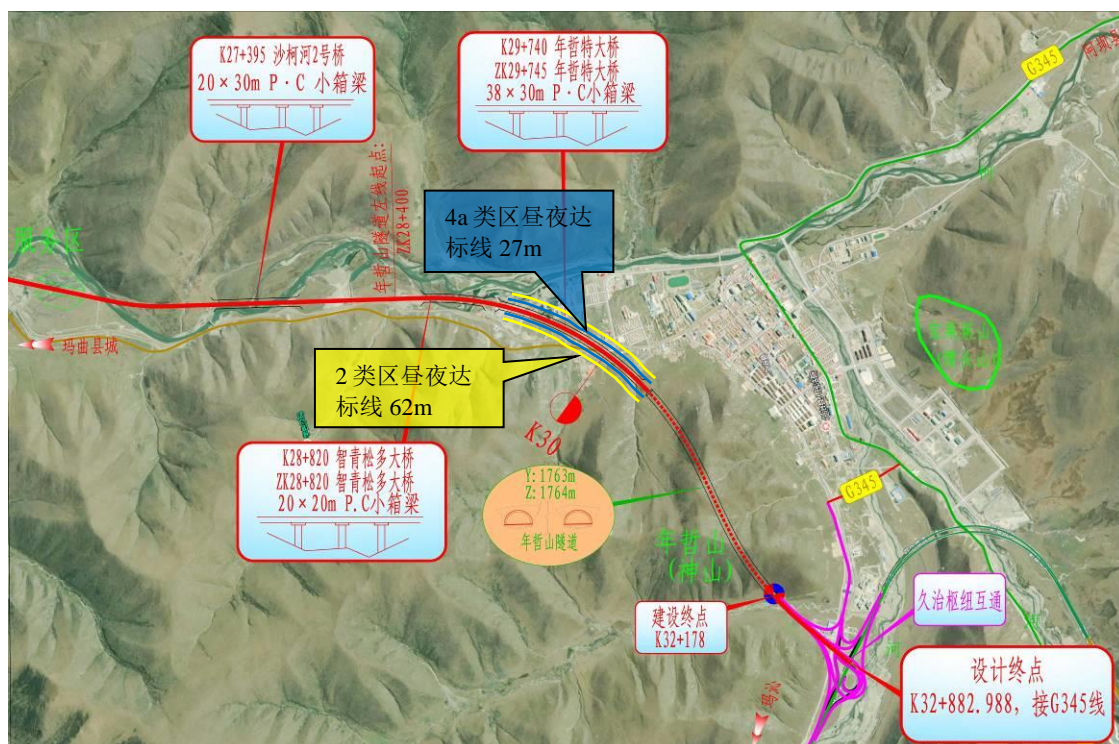 K27+395 沙柯河2号桥
20×30m P·C 小箱梁
K29+740 年哲特大桥
ZK29+745 年哲特大桥
38×30m P·C小箱梁
G345
年哲山隧道左线起点:
ZK28+400
4a 类区昼夜达
标线 27m
服务区
玛曲县城
2 类区昼夜达
标线 62m
K30
K28+820 智青松多大桥
ZK28+820 智青松多大桥
20×20m P.C小箱梁
Y:1763m
Z:1764m
年哲山隧道
G345
年哲山
(神山)
建设终点
K32+178
久治枢纽互通
设计终点
K32+882.988，接G345线
玛沁